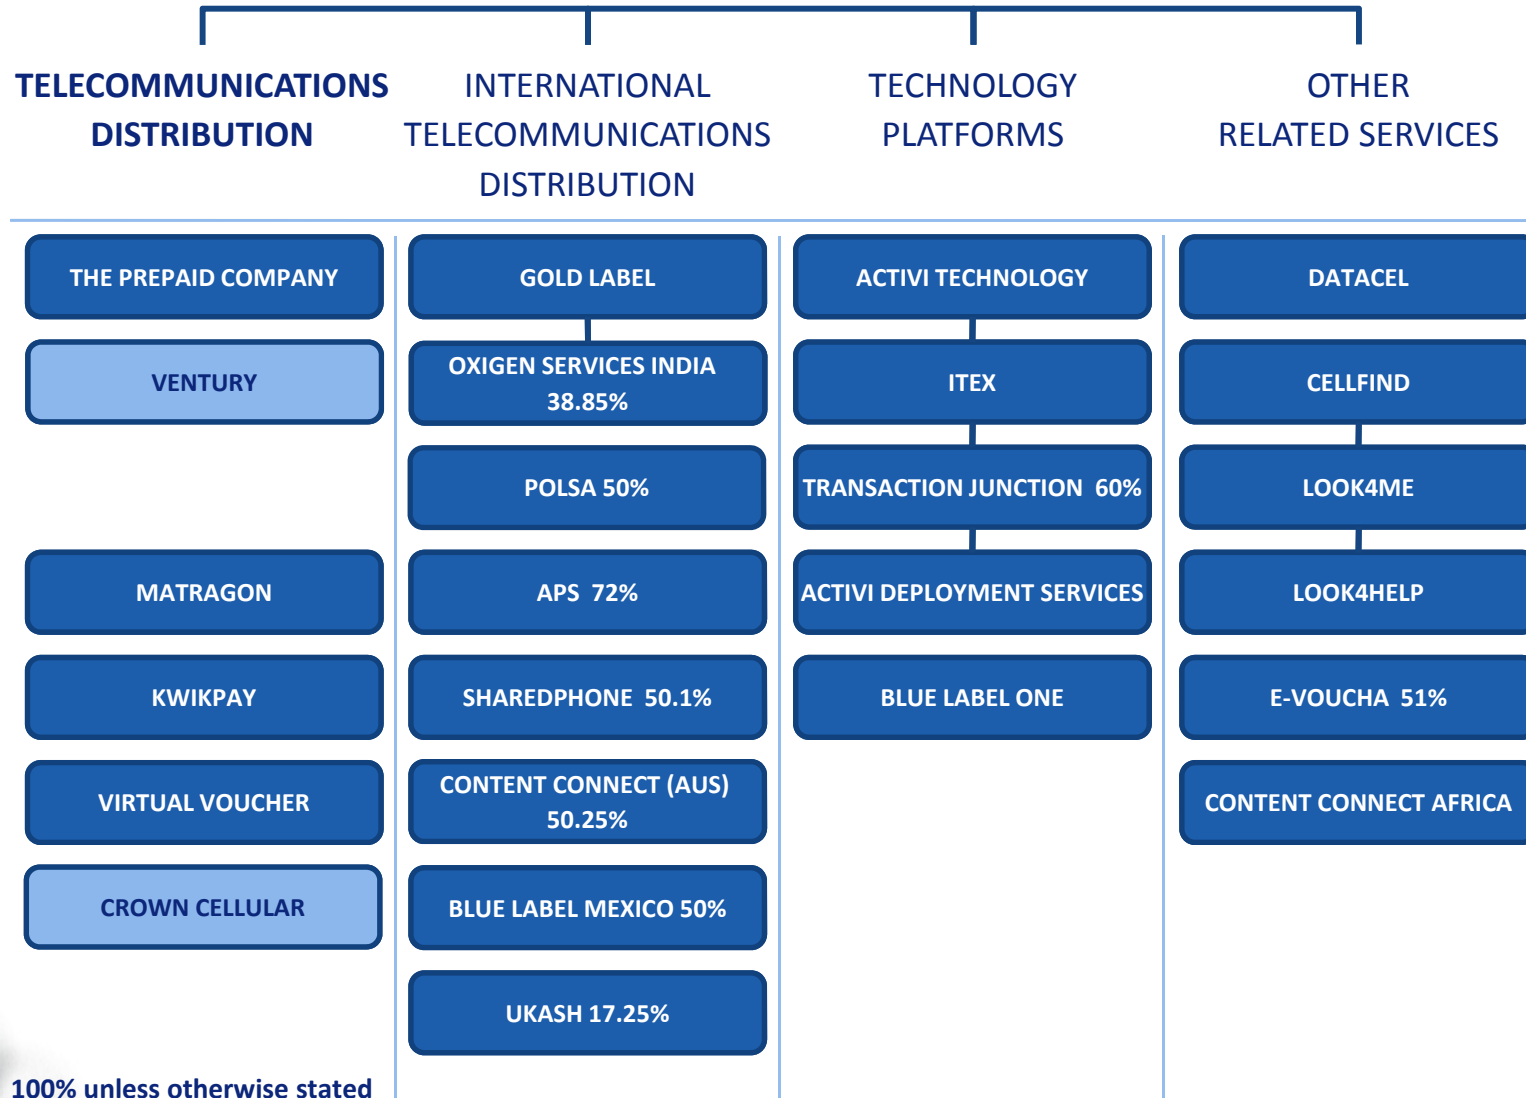 TELECOMMUNICATIONS
DISTRIBUTION
INTERNATIONAL
TELECOMMUNICATIONS
DISTRIBUTION
TECHNOLOGY
PLATFORMS
OTHER
RELATED SERVICES
THE PREPAID COMPANY
VENTURY
MATRAGON
KWIKPAY
VIRTUAL VOUCHER
CROWN CELLULAR
GOLD LABEL
OXIGEN SERVICES INDIA
38.85%
POLSA 50%
APS 72%
SHAREDPHONE 50.1%
CONTENT CONNECT (AUS)
50.25%
BLUE LABEL MEXICO 50%
UKASH 17.25%
ACTIVI TECHNOLOGY
ITEX
TRANSACTION JUNCTION 60%
ACTIVI DEPLOYMENT SERVICES
BLUE LABEL ONE
DATACEL
CELLFIND
LOOK4ME
LOOK4HELP
E-VOUCHA 51%
CONTENT CONNECT AFRICA
100% unless otherwise stated